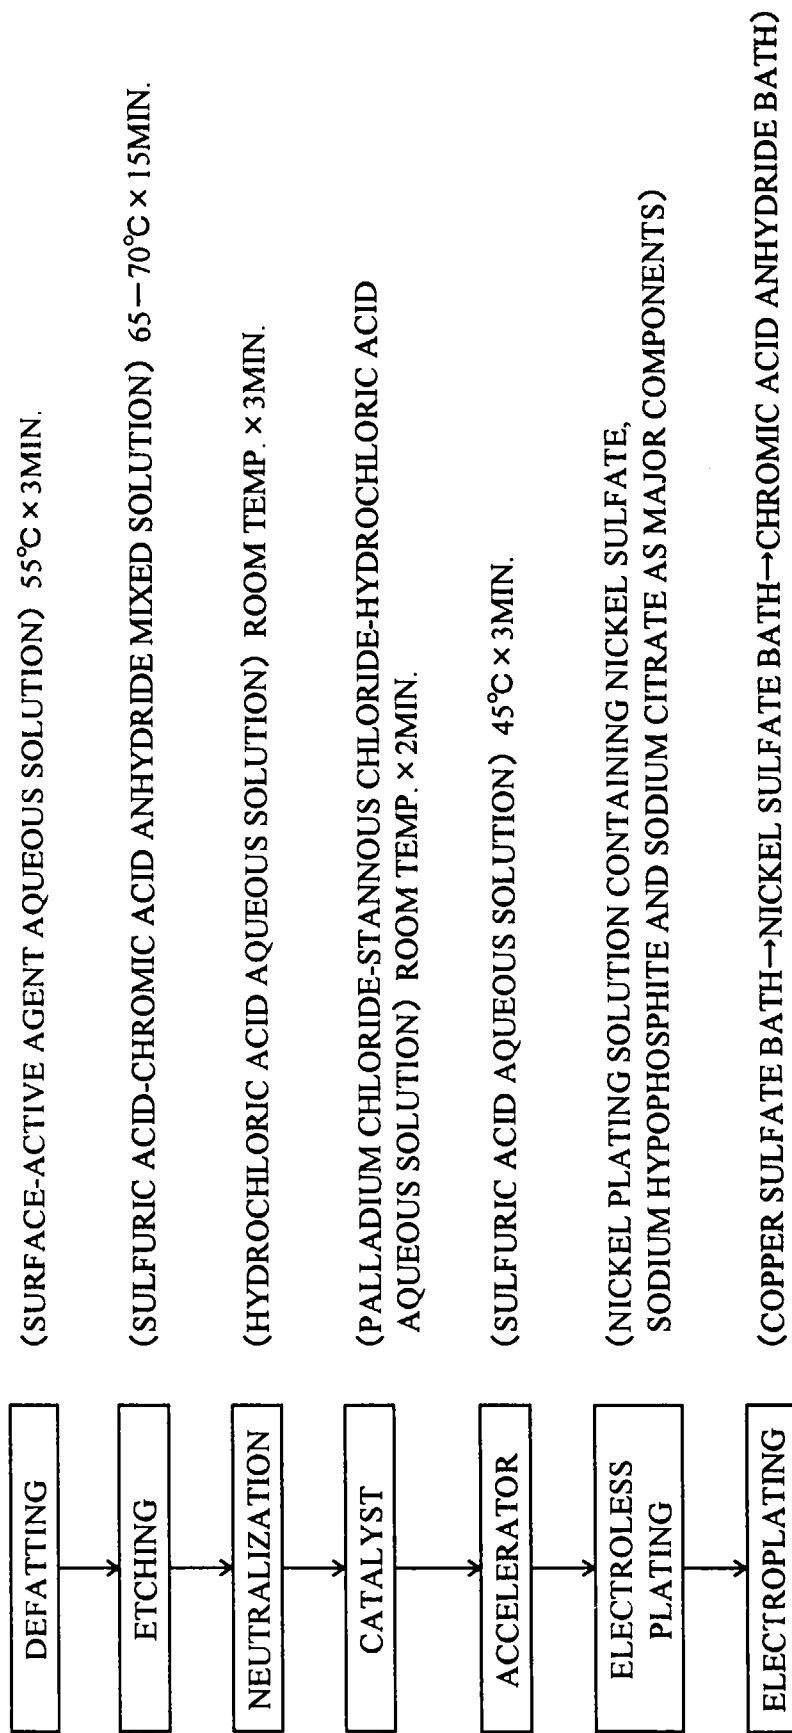 DEFATTING
(SURFACE-ACTIVE AGENT AQUEOUS SOLUTION) 55℃×3MIN.
ETCHING
(SULFURIC ACID-CHROMIC ACID ANHYDRIDE MIXED SOLUTION) 65−70℃×15MIN.
NEUTRALIZATION
(HYDROCHLORIC ACID AQUEOUS SOLUTION) ROOM TEMP.×3MIN.
CATALYST
(PALLADIUM CHLORIDE-STANNOUS CHLORIDE-HYDROCHLORIC ACID
AQUEOUS SOLUTION) ROOM TEMP.×2MIN.
ACCELERATOR
(SULFURIC ACID AQUEOUS SOLUTION) 45℃×3MIN.
ELECTROLESS
PLATING
(NICKEL PLATING SOLUTION CONTAINING NICKEL SULFATE,
SODIUM HYPOPHOSPHITE AND SODIUM CITRATE AS MAJOR COMPONENTS)
ELECTROPLATING
(COPPER SULFATE BATH→NICKEL SULFATE BATH→CHROMIC ACID ANHYDRIDE BATH)